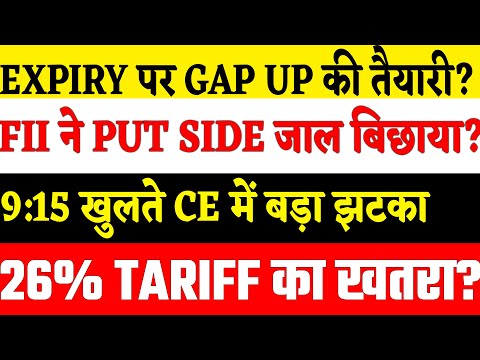 EXPIRY पर GAP UP की तैयारी?
FII ने PUT SIDE जाल बिछाया?
9:15 खुलते CE में बड़ा झटका
26% TARIFF का खतरा?